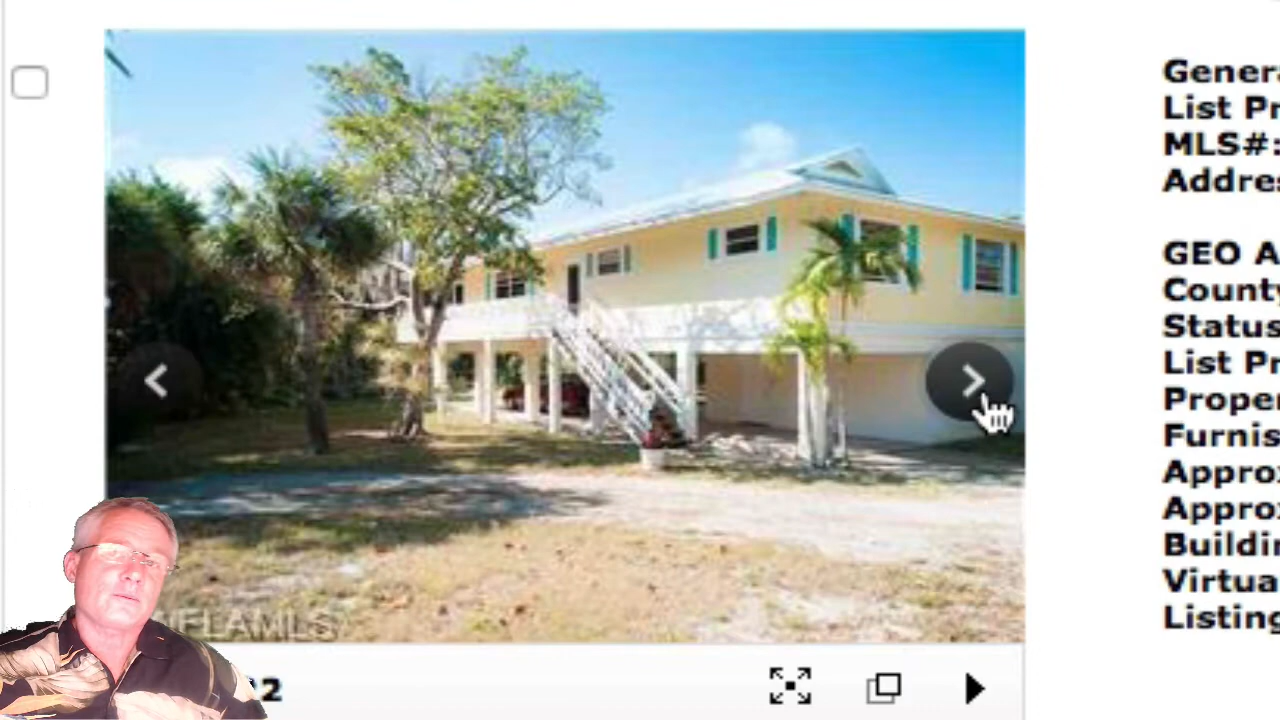 Genera
List Pr
MLS#:
Addres
GEO A
County
Status
List Pr
Proper
Furnis
Approx
Approx
Buildin
Virtua
Listing
FLAMLS
2